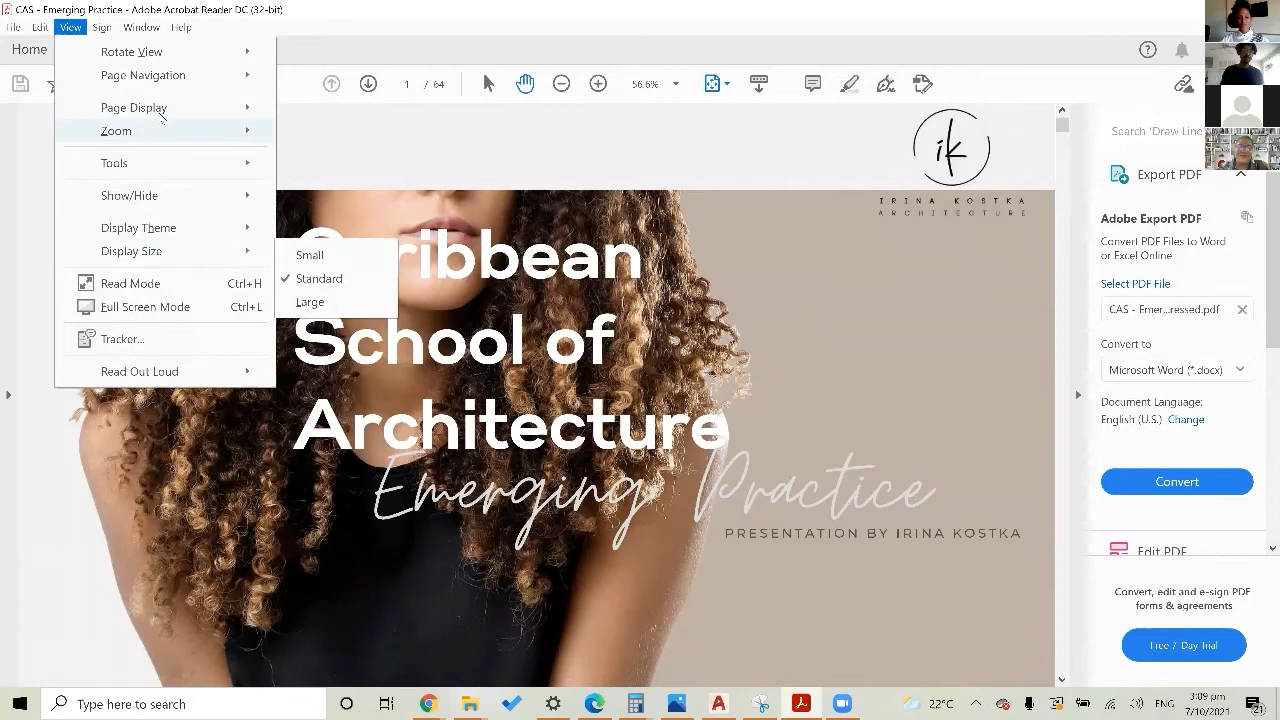 CAS - Emerging Practice - Adobe Acrobat Reader DC (32-bit)
File Edit View Sign Window Help
Home
1 / 64
56.6%
Rotate View
Page Navigation
Page Display
Zoom
Tools
Show/Hide
Display Theme
Display Size
Read Mode Ctrl+H
Full Screen Mode Ctrl+L
Tracker...
Read Out Loud
Small
Standard
Large
ik
IRINA KOSTKA
ARCHITECTURE
Caribbean
School of
Architecture
Emerging Practice
PRESENTATION BY IRINA KOSTKA
Search 'Draw Line
Export PDF
Adobe Export PDF
Convert PDF Files to Word
or Excel Online
Select PDF File
CAS - Emer...ressed.pdf
Convert to
Microsoft Word (*.docx)
Document Language:
English (U.S.) Change
Convert
Edit PDF
Convert, edit and e-sign PDF
forms & agreements
Free 7-Day Trial
Type here to search
22°C
ENG
3:09 pm
7/10/2021
21